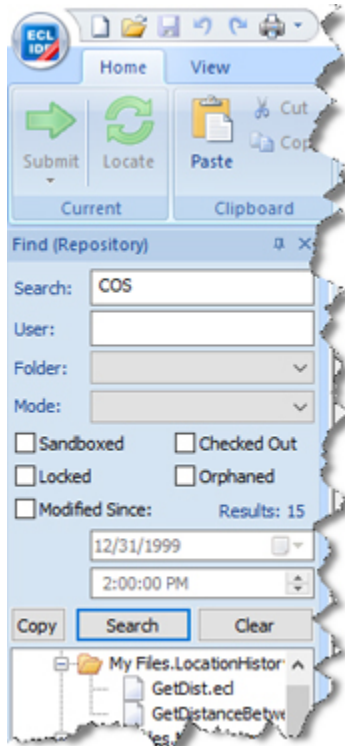 ECL
IDE
Home View
Submit Locate Paste Cut
Current Clipboard
Find (Repository)
Search: COS
User:
Folder:
Mode:
Sandboxed Checked Out
Locked Orphaned
Modified Since: Results: 15
12/31/1999
2:00:00 PM
Copy Search Clear
My Files.LocationHistor
GetDist.ecl
GetDistanceBetwe